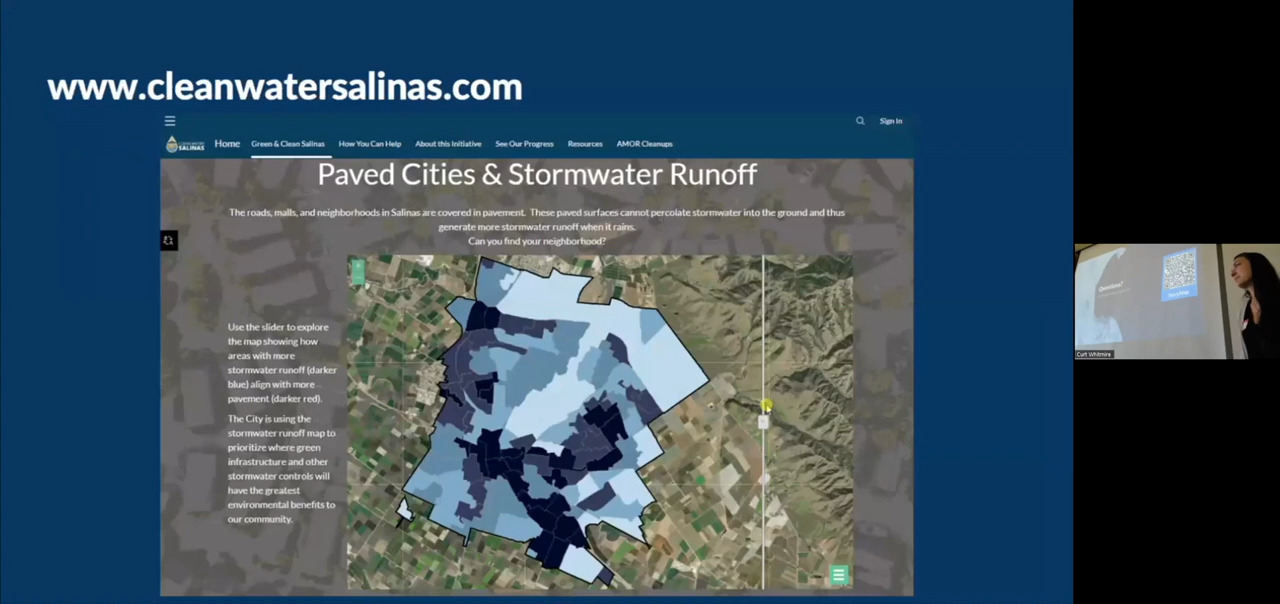 www.cleanwatersalinas.com
Sign In
SALINAS
Home
Green & Clean Salinas
How You Can Help
About this Initiative
See Our Progress
Resources
AMOR Cleanups
Paved Cities & Stormwater Runoff
The roads, malls, and neighborhoods in Salinas are covered in pavement. These paved surfaces cannot percolate stormwater into the ground and thus
generate more stormwater runoff when it rains.
Can you find your neighborhood?
Use the slider to explore
the map showing how
areas with more
stormwater runoff (darker
blue) align with more
pavement (darker red).
The City is using the
stormwater runoff map to
prioritize where green
infrastructure and other
stormwater controls will
have the greatest
environmental benefits to
our community.
Questions?
Curt Whitmire